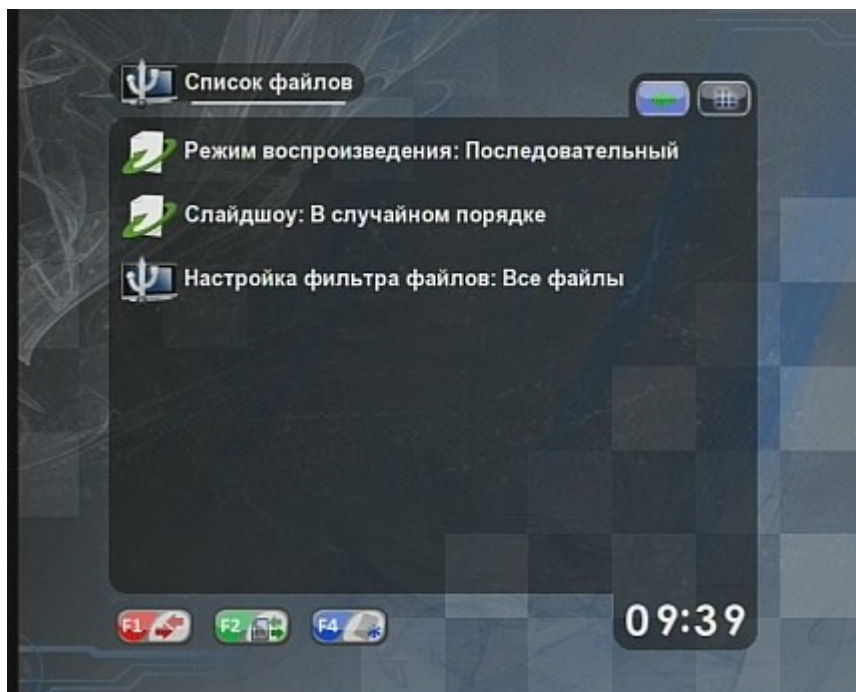 Список файлов
Режим воспроизведения: Последовательный
Слайдшоу: В случайном порядке
Настройка фильтра файлов: Все файлы
F1
F2
F4
09:39